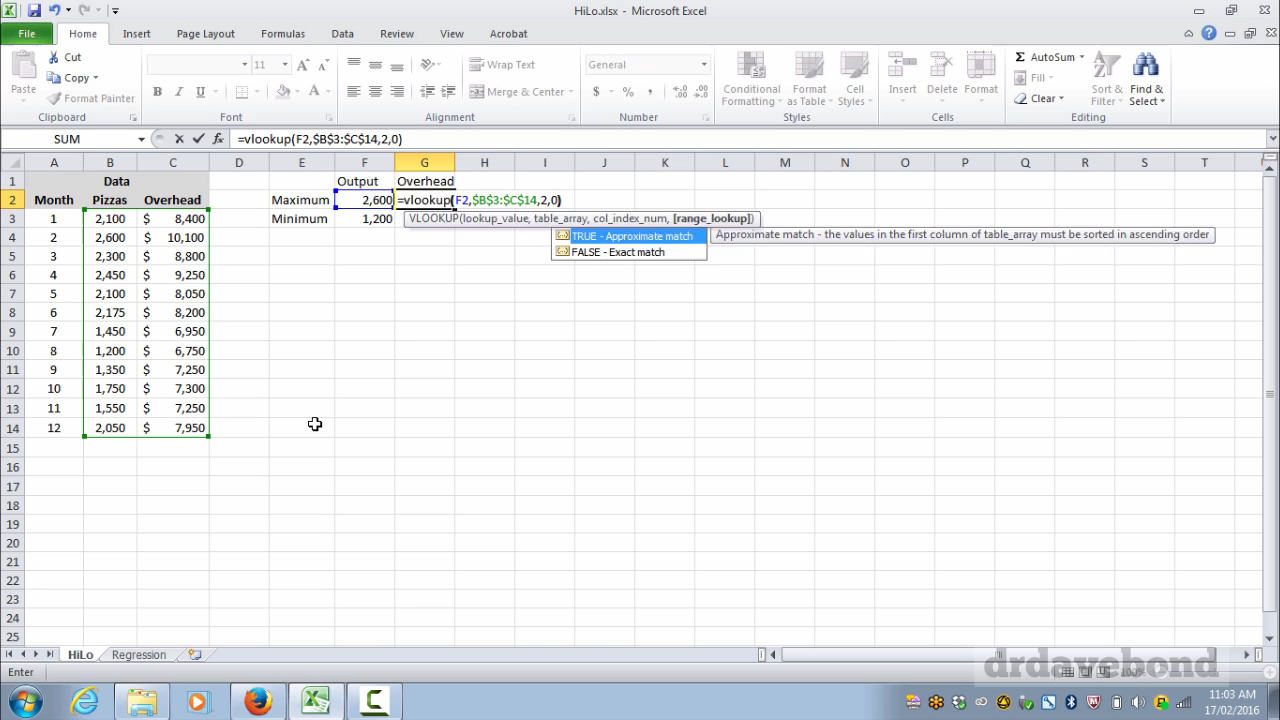 HiLo.xlsx - Microsoft Excel
File Home Insert Page Layout Formulas Data Review View Acrobat
Paste Cut Copy Format Painter Clipboard
11 B I U A A A Font
Wrap Text Merge & Center Alignment
General $ % , .0 .00 Number
Conditional Formatting Format as Table Cell Styles Styles
Insert Delete Format Cells
Σ AutoSum Fill Clear Sort & Filter Find & Select Editing
SUM fx =vlookup(F2,$B$3:$C$14,2,0)
A B C D E F G H I J K L M N O P Q R S T
1 Data Output Overhead
2 Month Pizzas Overhead Maximum 2,600 =vlookup(F2,$B$3:$C$14,2,0)
3 1 2,100 $ 8,400 Minimum 1,200 VLOOKUP(lookup_value, table_array, col_index_num, [range_lookup])
4 2 2,600 $ 10,100 TRUE - Approximate match Approximate match - the values in the first column of table_array must be sorted in ascending order
5 3 2,300 $ 8,800 FALSE - Exact match
6 4 2,450 $ 9,250
7 5 2,100 $ 8,050
8 6 2,175 $ 8,200
9 7 1,450 $ 6,950
10 8 1,200 $ 6,750
11 9 1,350 $ 7,250
12 10 1,750 $ 7,300
13 11 1,550 $ 7,250
14 12 2,050 $ 7,950
15
16
17
18
19
20
21
22
23
24
25
HiLo Regression
Enter drdavebond 100%
11:03 AM
17/02/2016